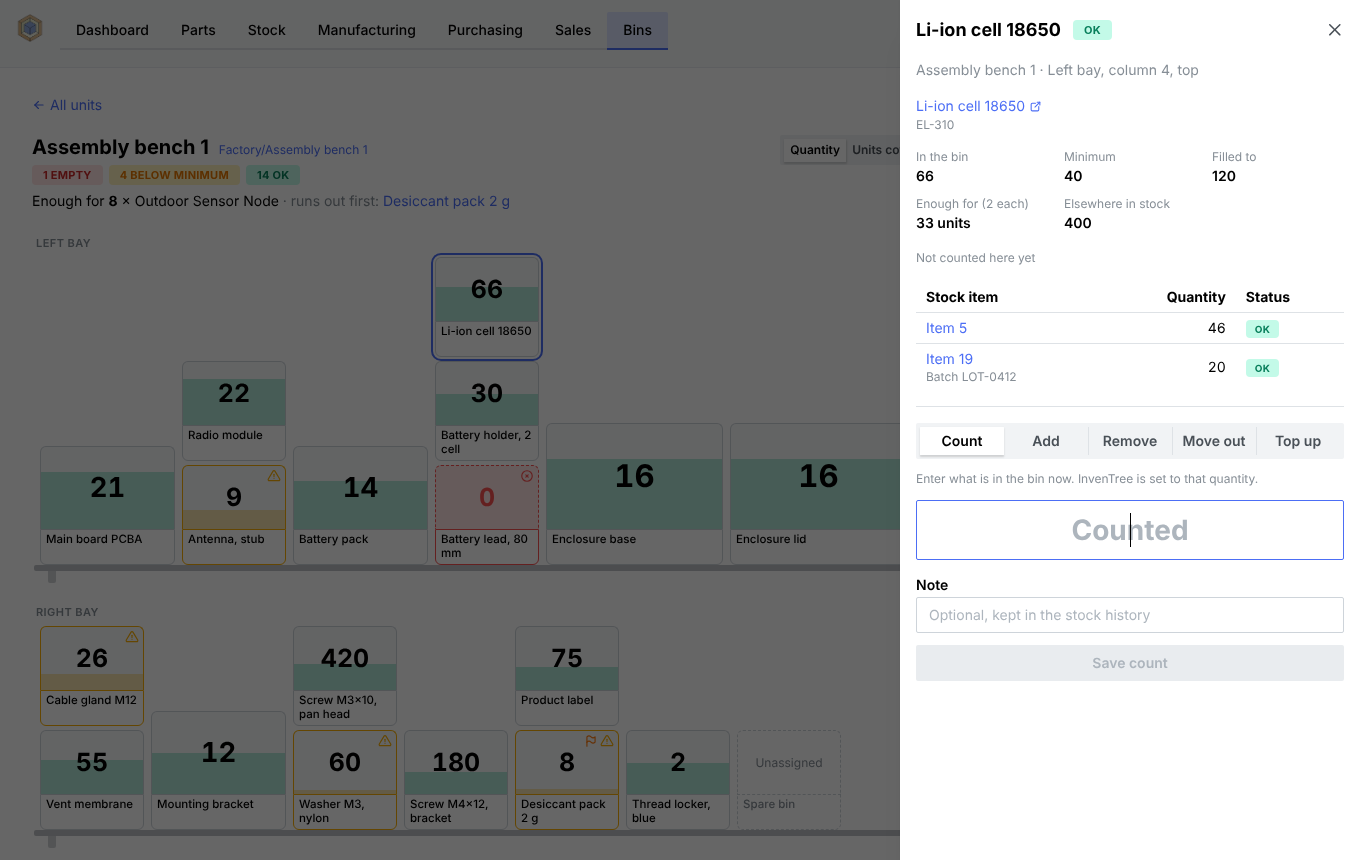 Dashboard Parts Stock Manufacturing Purchasing Sales Bins
← All units
Assembly bench 1 Factory/Assembly bench 1
Quantity Units co
1 EMPTY 4 BELOW MINIMUM 14 OK
Enough for 8 × Outdoor Sensor Node · runs out first: Desiccant pack 2 g
LEFT BAY
66
Li-ion cell 18650
22
Radio module
30
Battery holder, 2
cell
21
Main board PCBA
9
Antenna, stub
14
Battery pack
0
Battery lead, 80
mm
16
Enclosure base
16
Enclosure lid
RIGHT BAY
26
Cable gland M12
420
Screw M3×10,
pan head
75
Product label
55
Vent membrane
12
Mounting bracket
60
Washer M3,
nylon
180
Screw M4×12,
bracket
8
Desiccant pack
2 g
2
Thread locker,
blue
Unassigned
Spare bin
Li-ion cell 18650 OK
Assembly bench 1 · Left bay, column 4, top
Li-ion cell 18650
EL-310
In the bin Minimum Filled to
66 40 120
Enough for (2 each) Elsewhere in stock
33 units 400
Not counted here yet
Stock item Quantity Status
Item 5 46 OK
Item 19 20 OK
Batch LOT-0412
Count Add Remove Move out Top up
Enter what is in the bin now. InvenTree is set to that quantity.
Counted
Note
Optional, kept in the stock history
Save count